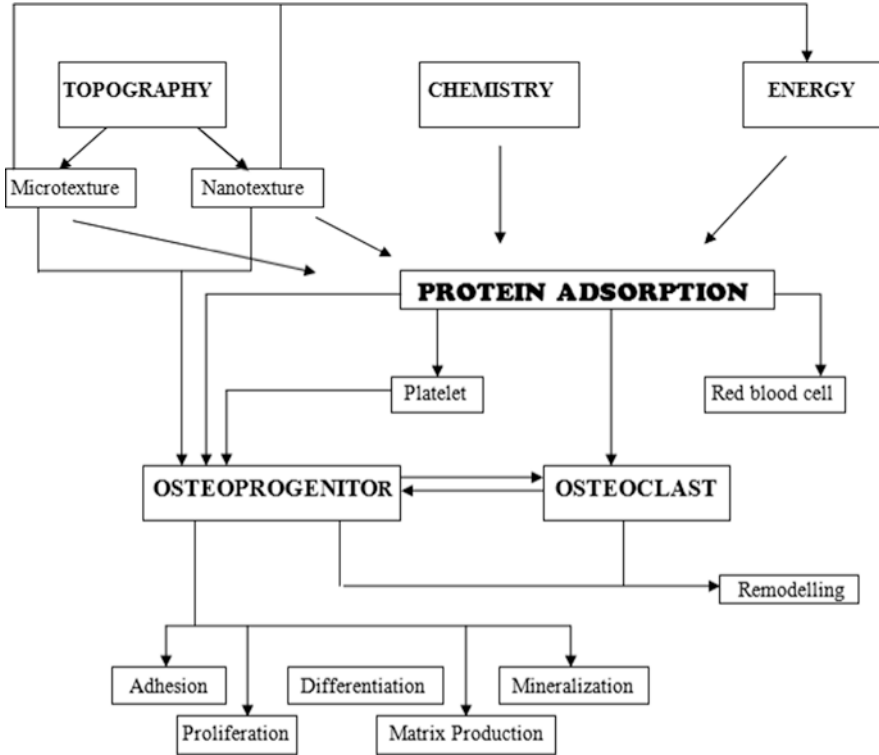 TOPOGRAPHY
CHEMISTRY
ENERGY
Microtexture
Nanotexture
PROTEIN ADSORPTION
Platelet
Red blood cell
OSTEOPROGENITOR
OSTEOCLAST
Remodelling
Adhesion
Differentiation
Mineralization
Proliferation
Matrix Production